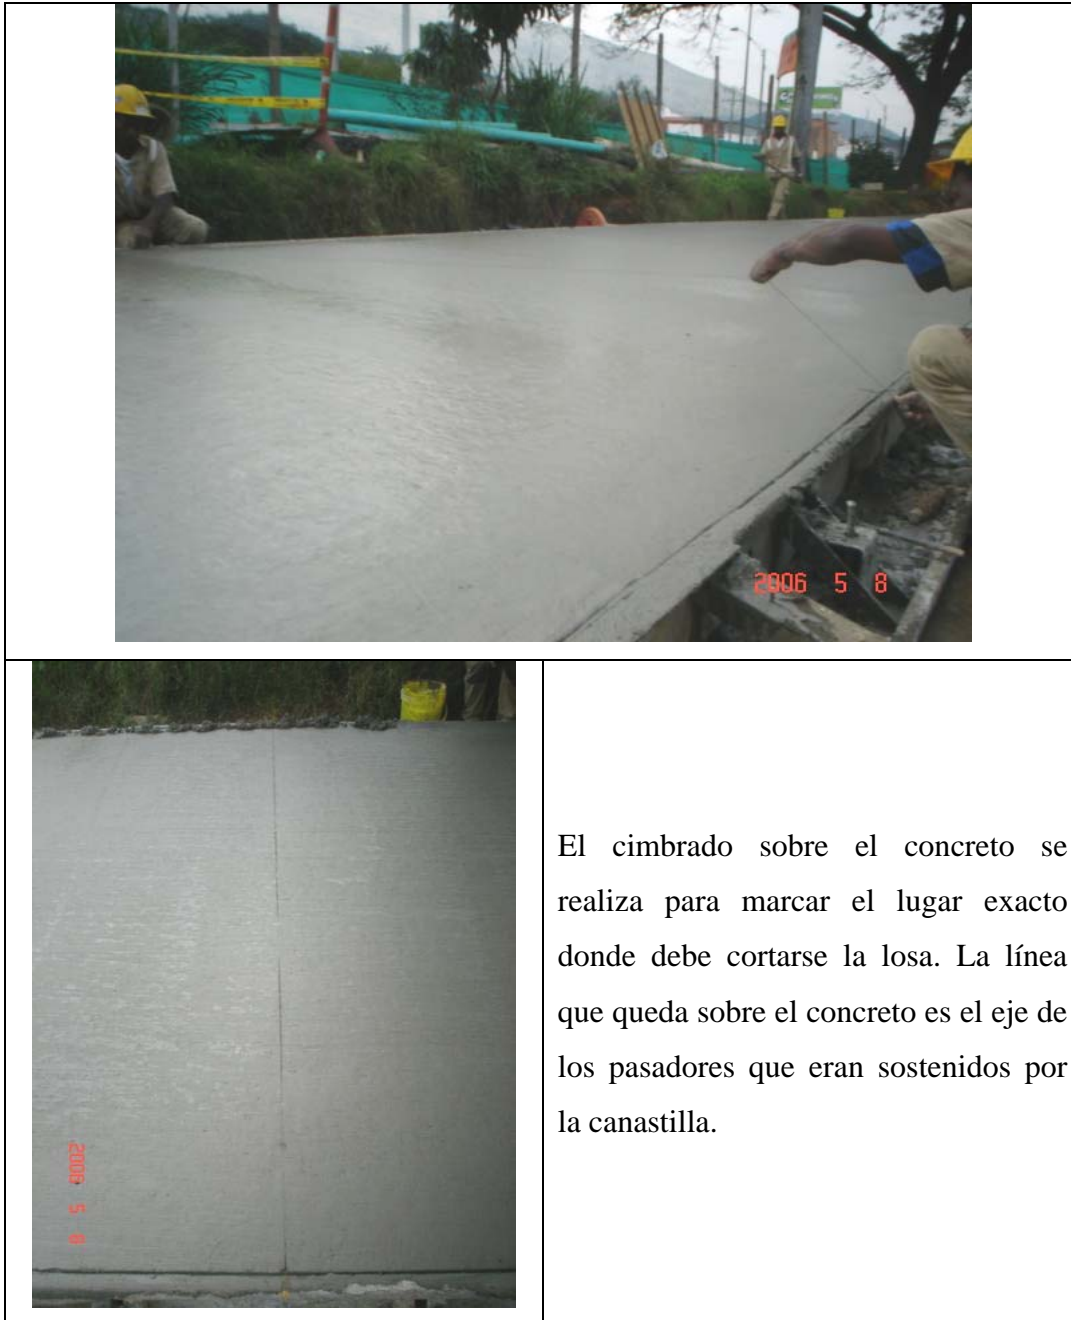 2006 5 8
El cimbrado sobre el concreto se
realiza para marcar el lugar exacto
donde debe cortarse la losa. La línea
que queda sobre el concreto es el eje de
los pasadores que eran sostenidos por
la canastilla.
2006 5 8